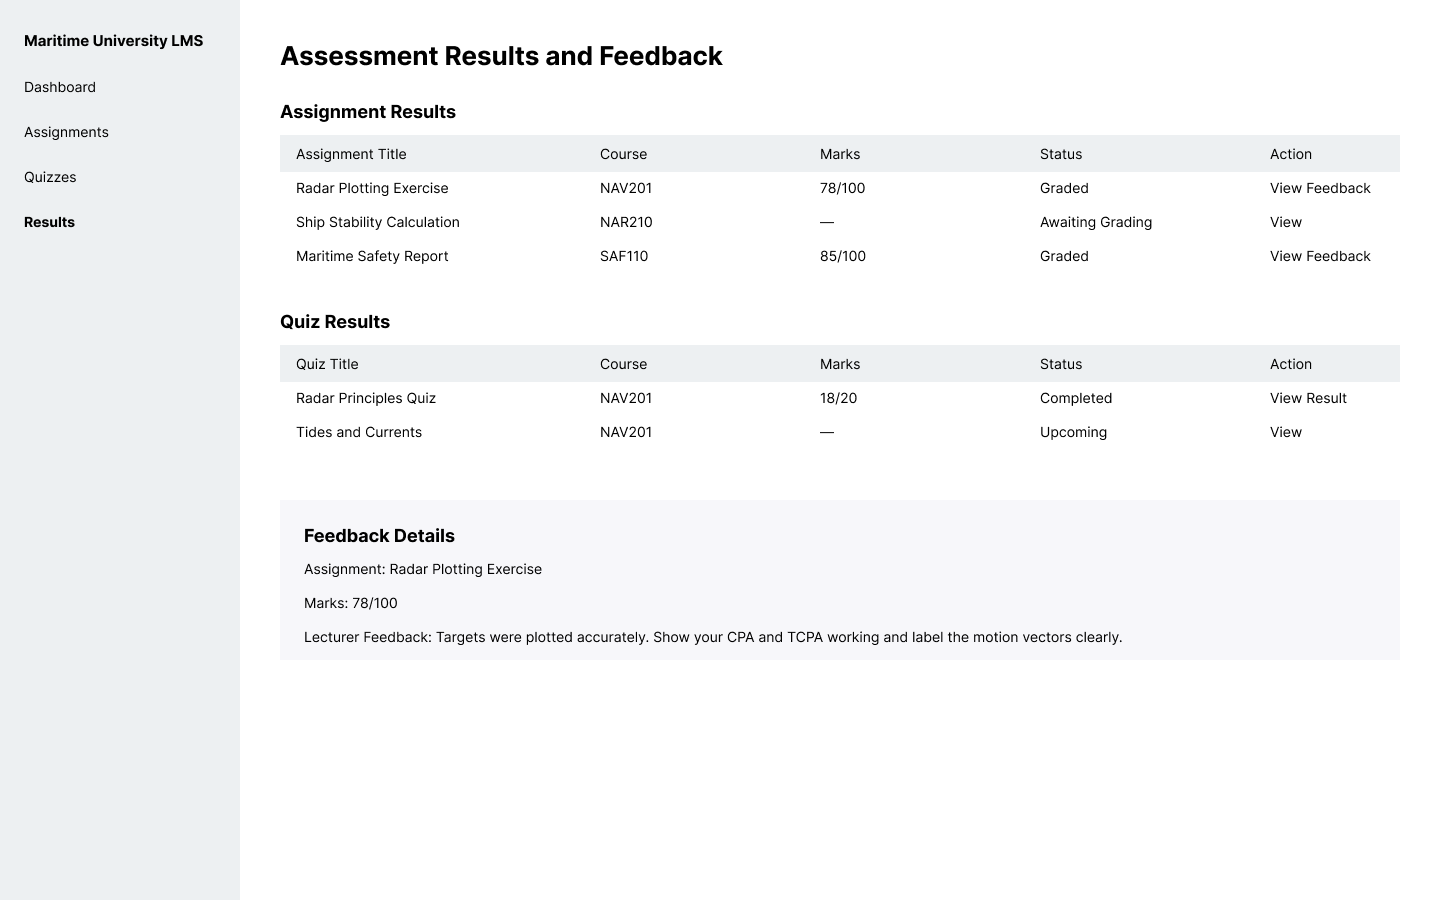 Maritime University LMS
Dashboard
Assignments
Quizzes
Results
Assessment Results and Feedback
Assignment Results
Assignment Title Course Marks Status Action
Radar Plotting Exercise NAV201 78/100 Graded View Feedback
Ship Stability Calculation NAR210 — Awaiting Grading View
Maritime Safety Report SAF110 85/100 Graded View Feedback
Quiz Results
Quiz Title Course Marks Status Action
Radar Principles Quiz NAV201 18/20 Completed View Result
Tides and Currents NAV201 — Upcoming View
Feedback Details
Assignment: Radar Plotting Exercise
Marks: 78/100
Lecturer Feedback: Targets were plotted accurately. Show your CPA and TCPA working and label the motion vectors clearly.